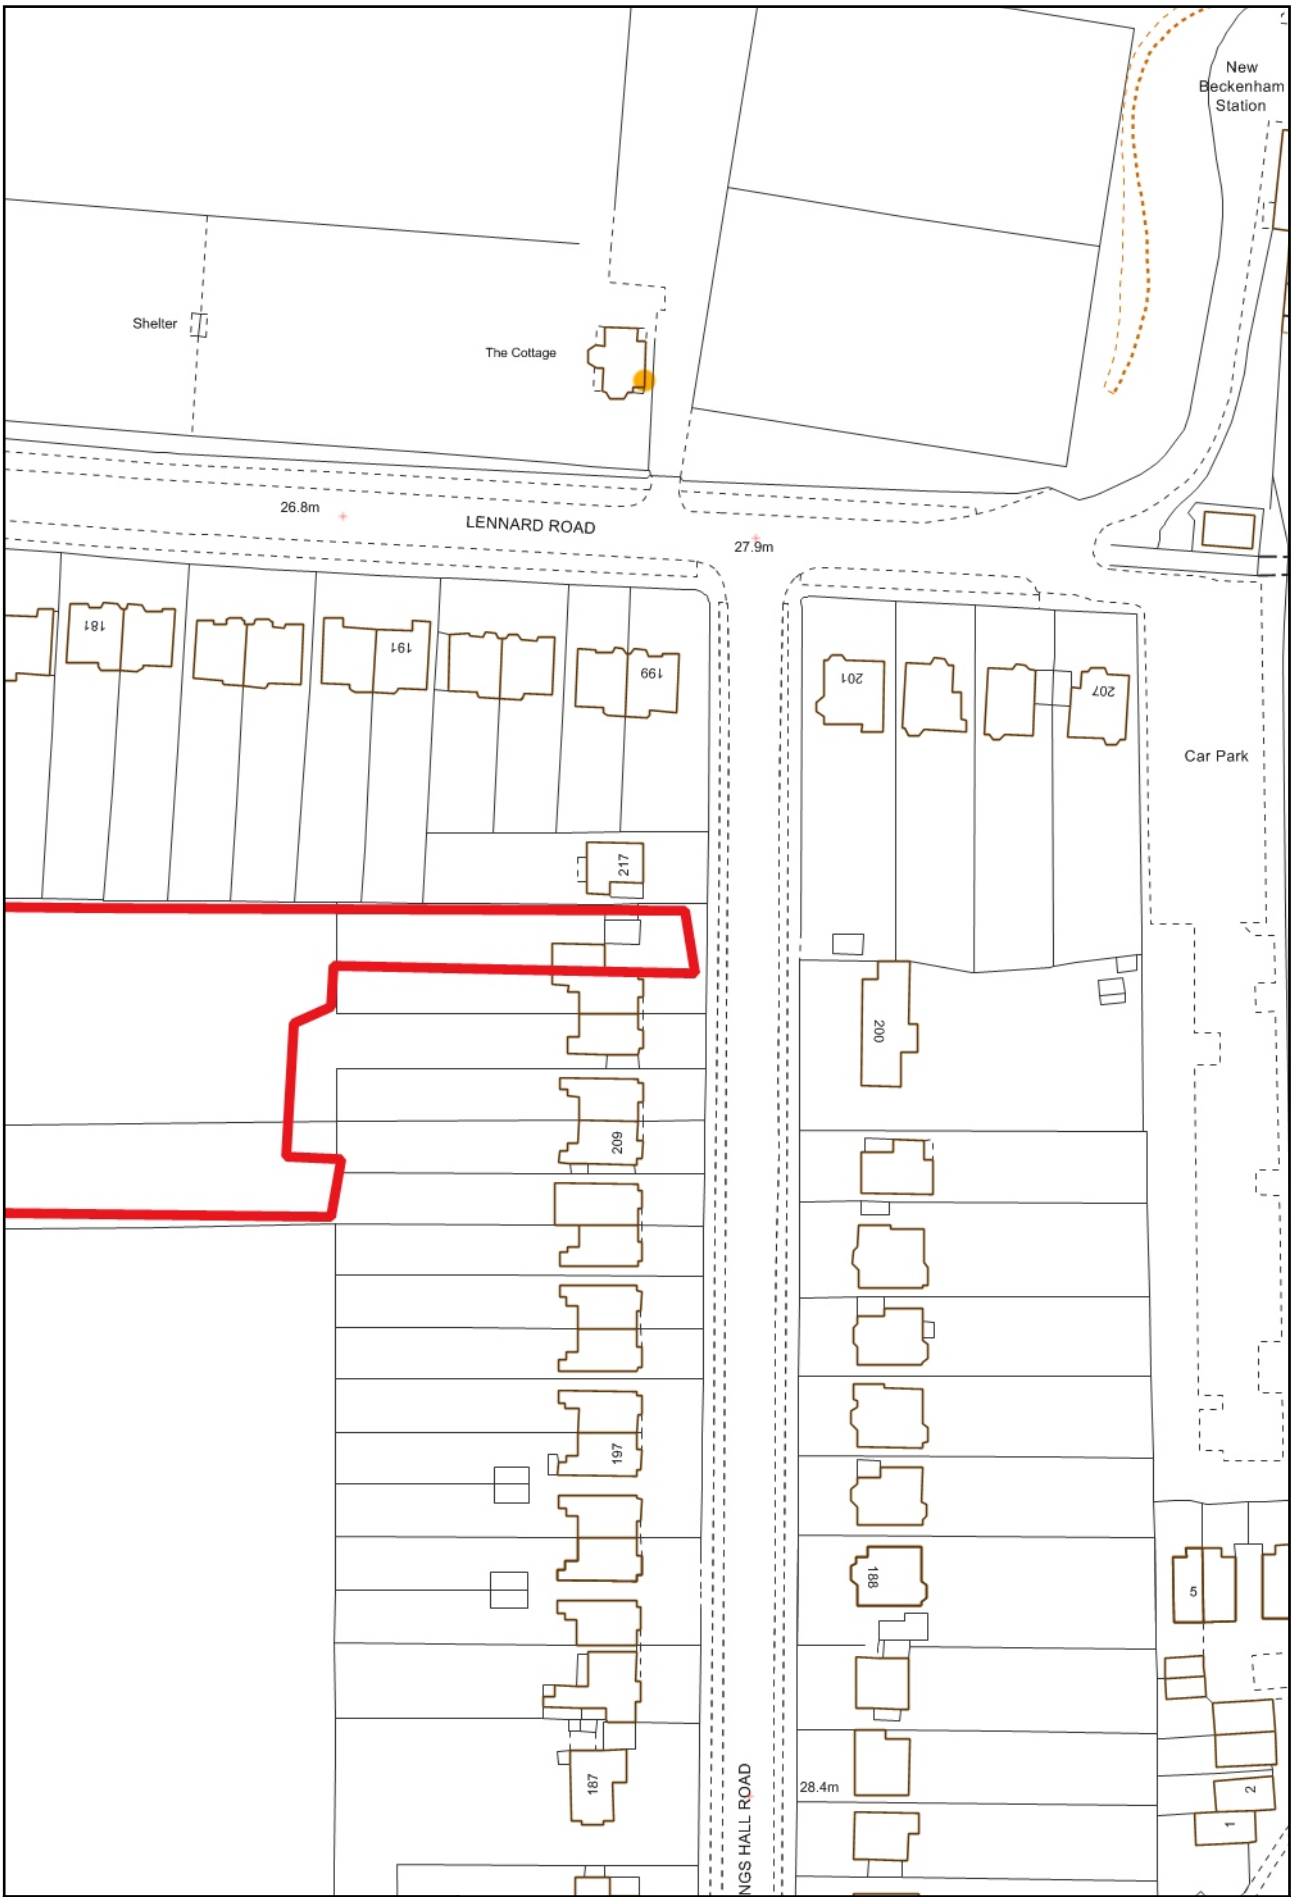 New
Beckenham
Station
Shelter
The Cottage
26.8m
LENNARD ROAD
27.9m
181
191
199
201
207
Car Park
217
200
209
197
188
5
187
28.4m
2
1
NGS HALL ROAD